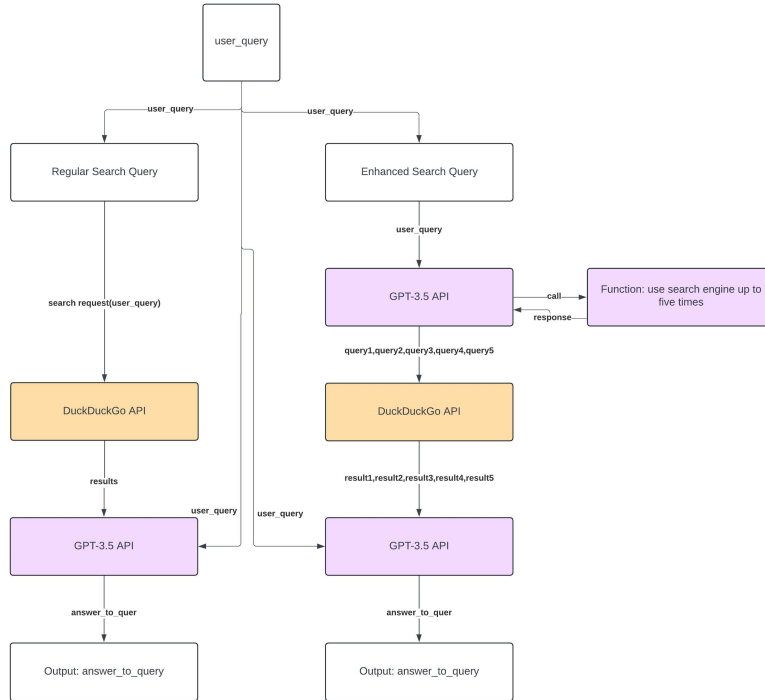 user_query
user_query
user_query
Regular Search Query
Enhanced Search Query
user_query
GPT-3.5 API
call
response
Function: use search engine up to
five times
search request(user_query)
query1,query2,query3,query4,query5
DuckDuckGo API
DuckDuckGo API
results
result1,result2,result3,result4,result5
user_query
user_query
GPT-3.5 API
GPT-3.5 API
answer_to_quer
answer_to_quer
Output: answer_to_query
Output: answer_to_query